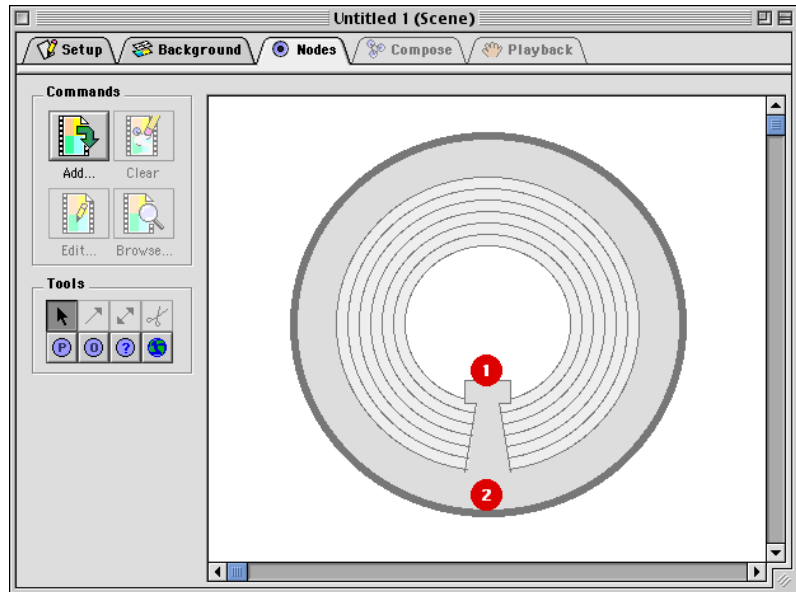 Untitled 1 (Scene)
Setup Background Nodes Compose Playback
Commands
Add... Clear
Edit... Browse...
Tools
P O ?
1
2